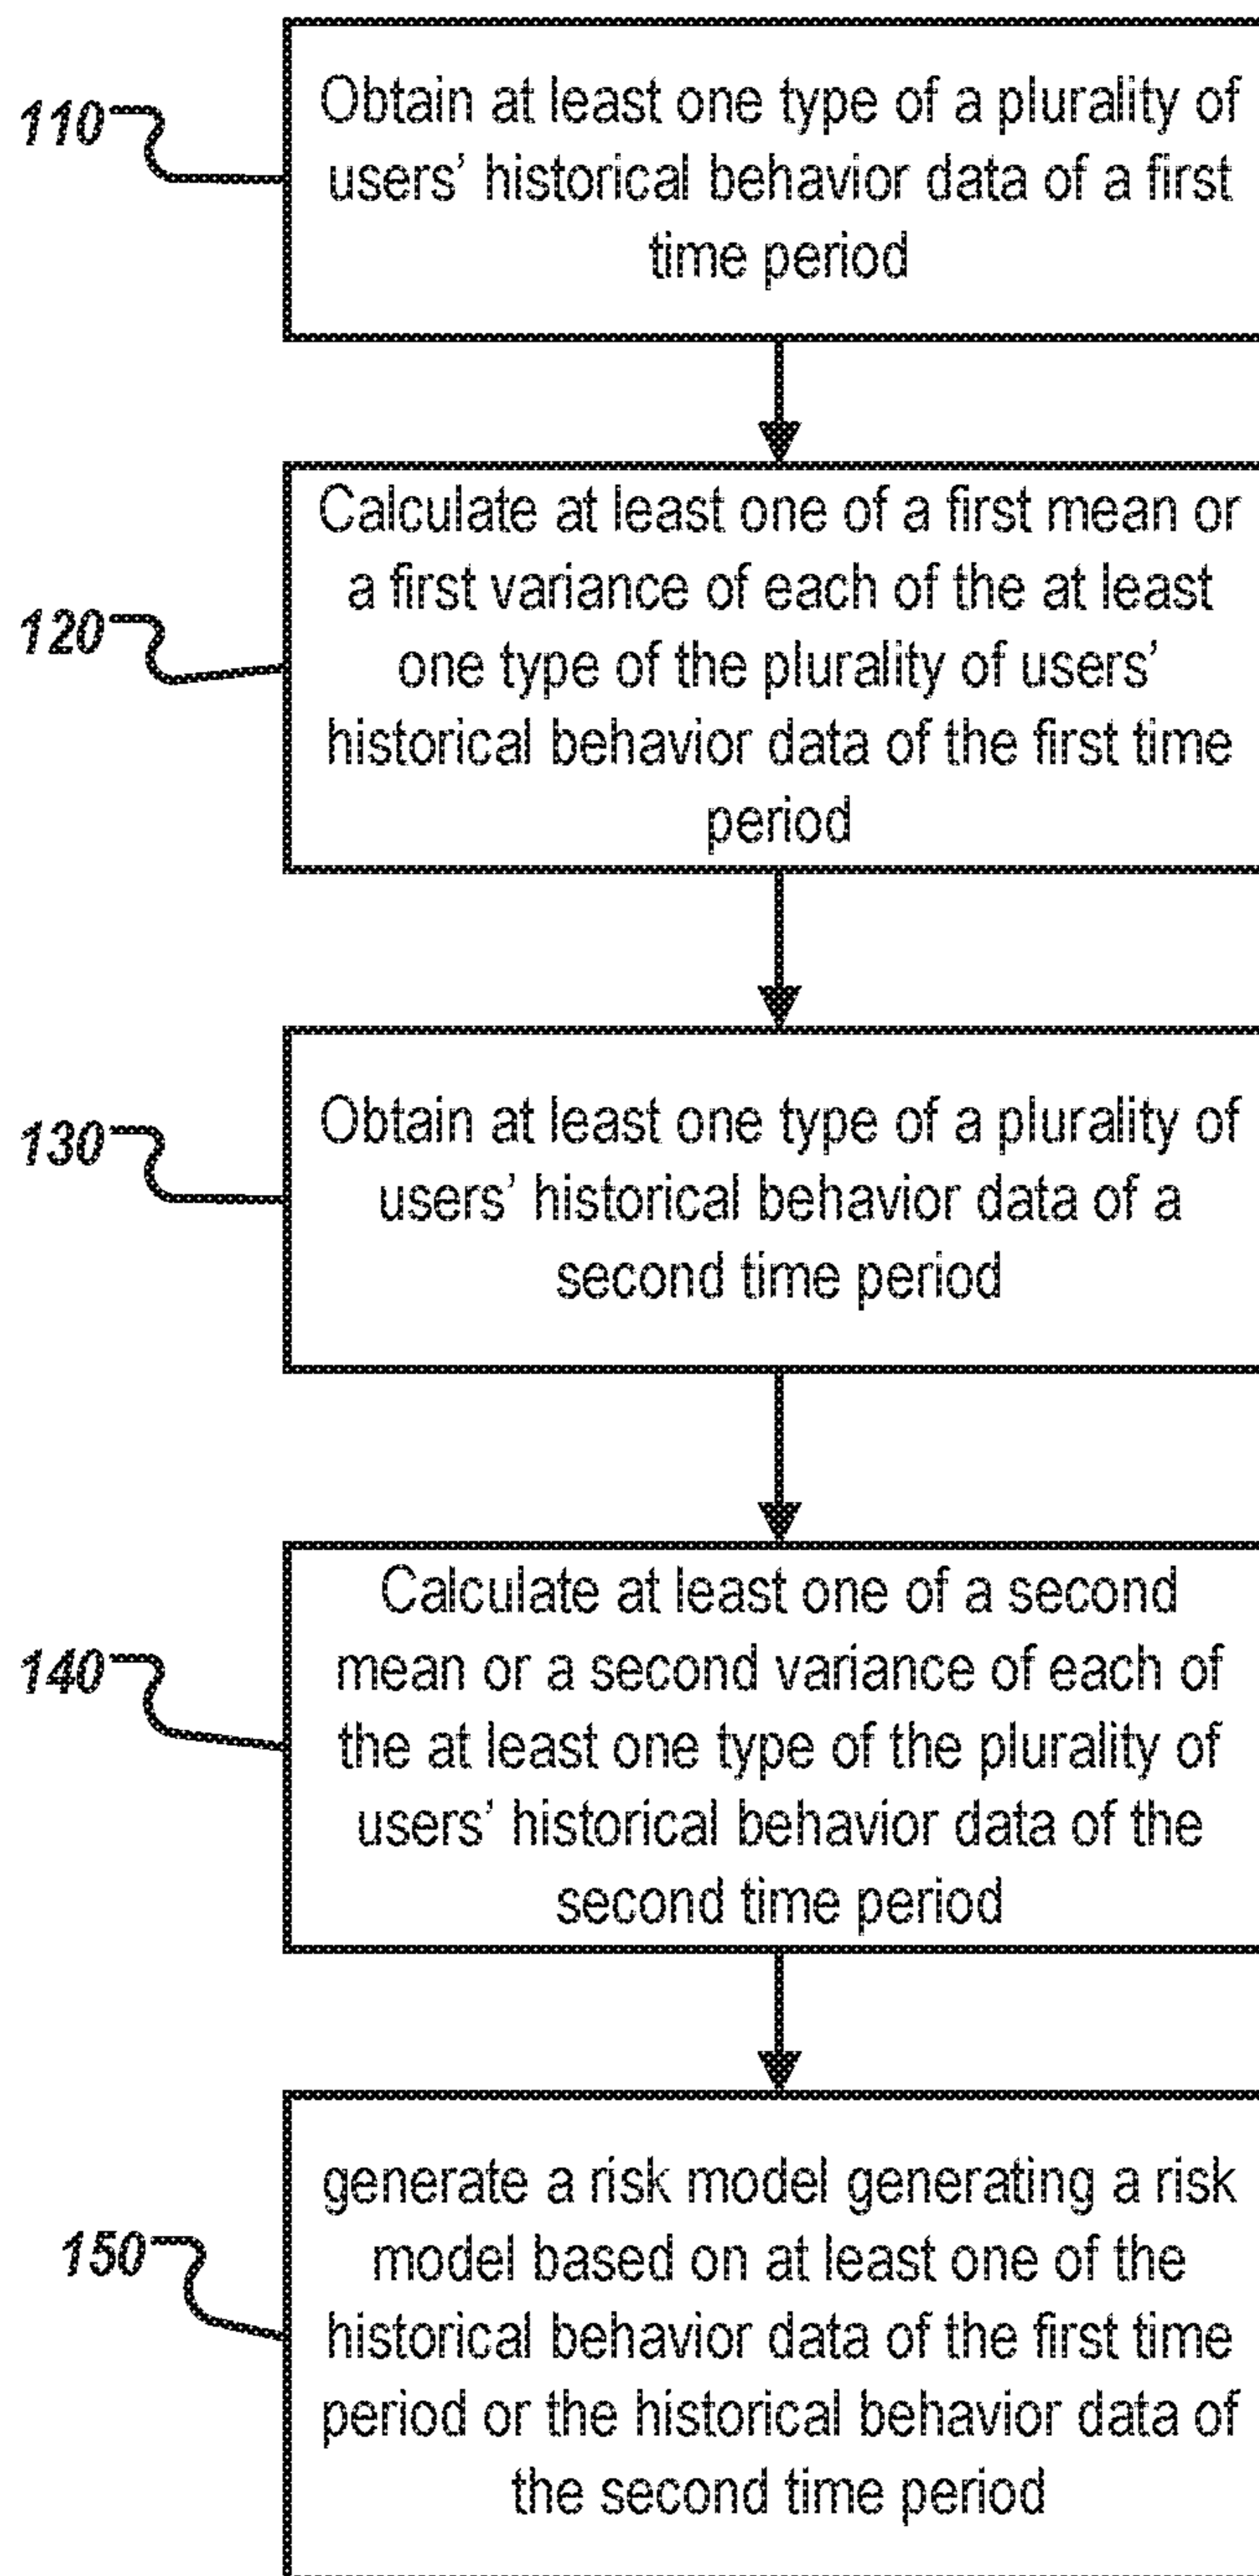 110
Obtain at least one type of a plurality of
users' historical behavior data of a first
time period
120
Calculate at least one of a first mean or
a first variance of each of the at least
one type of the plurality of users'
historical behavior data of the first time
period
130
Obtain at least one type of a plurality of
users' historical behavior data of a
second time period
140
Calculate at least one of a second
mean or a second variance of each of
the at least one type of the plurality of
users' historical behavior data of the
second time period
150
generate a risk model generating a risk
model based on at least one of the
historical behavior data of the first time
period or the historical behavior data of
the second time period